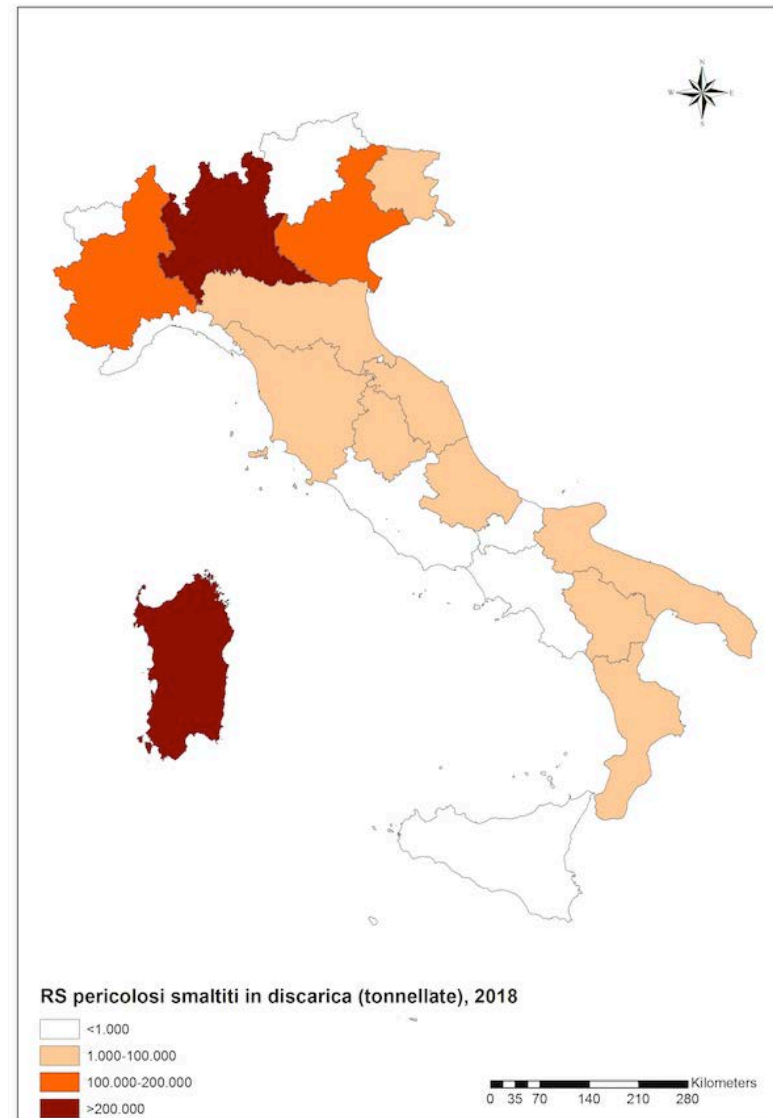 N
W E
S
RS pericolosi smaltiti in discarica (tonnellate), 2018
<1.000
1.000-100.000
100.000-200.000
>200.000
Kilometers
0 35 70 140 210 280